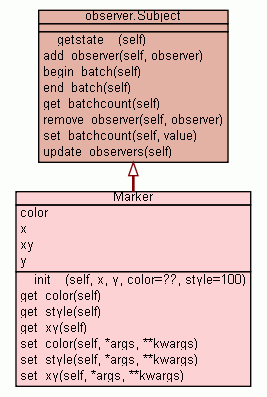 observer.Subject
getstate (self)
add observer(self, observer)
begin batch(self)
end batch(self)
get batchcount(self)
remove observer(self, observer)
set batchcount(self, value)
update observers(self)
Marker
color
x
xy
y
init (self, x, y, color=??, style=100)
get color(self)
get style(self)
get xy(self)
set color(self, *args, **kwargs)
set style(self, *args, **kwargs)
set xy(self, *args, **kwargs)